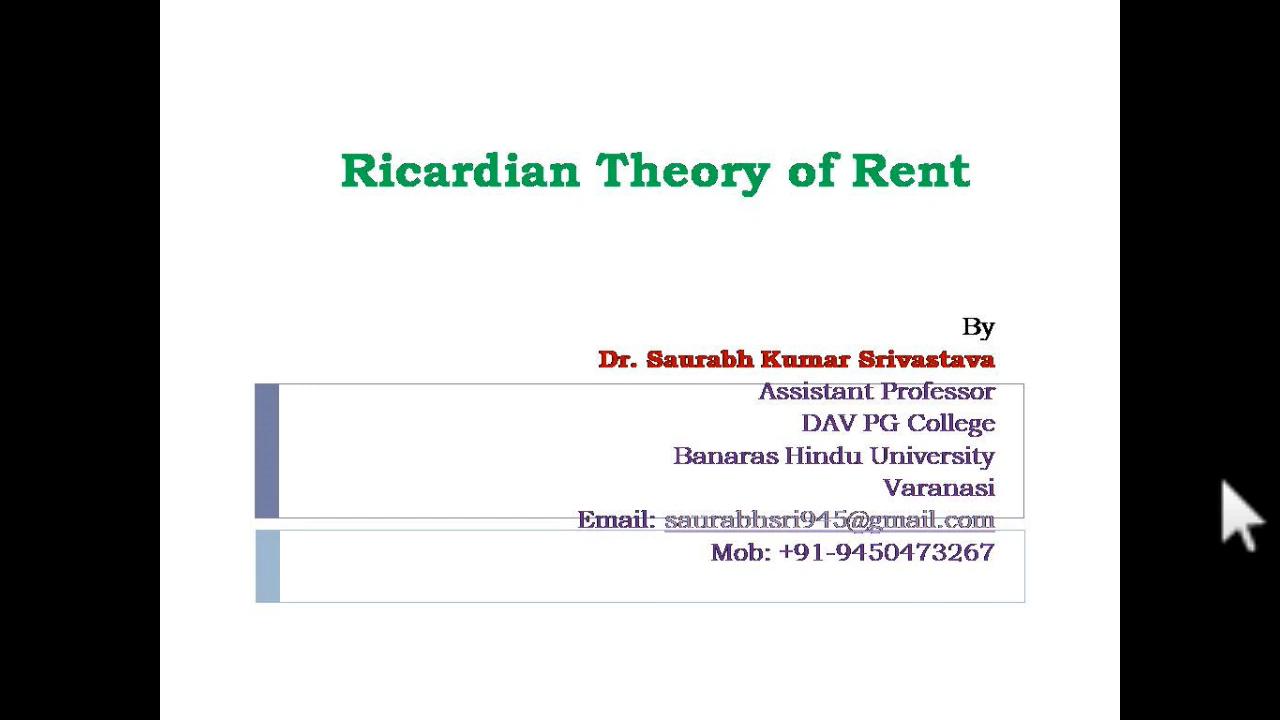 Ricardian Theory of Rent
By
Dr. Saurabh Kumar Srivastava
Assistant Professor
DAV PG College
Banaras Hindu University
Varanasi
Email: saurabhsri945@gmail.com
Mob: +91-9450473267